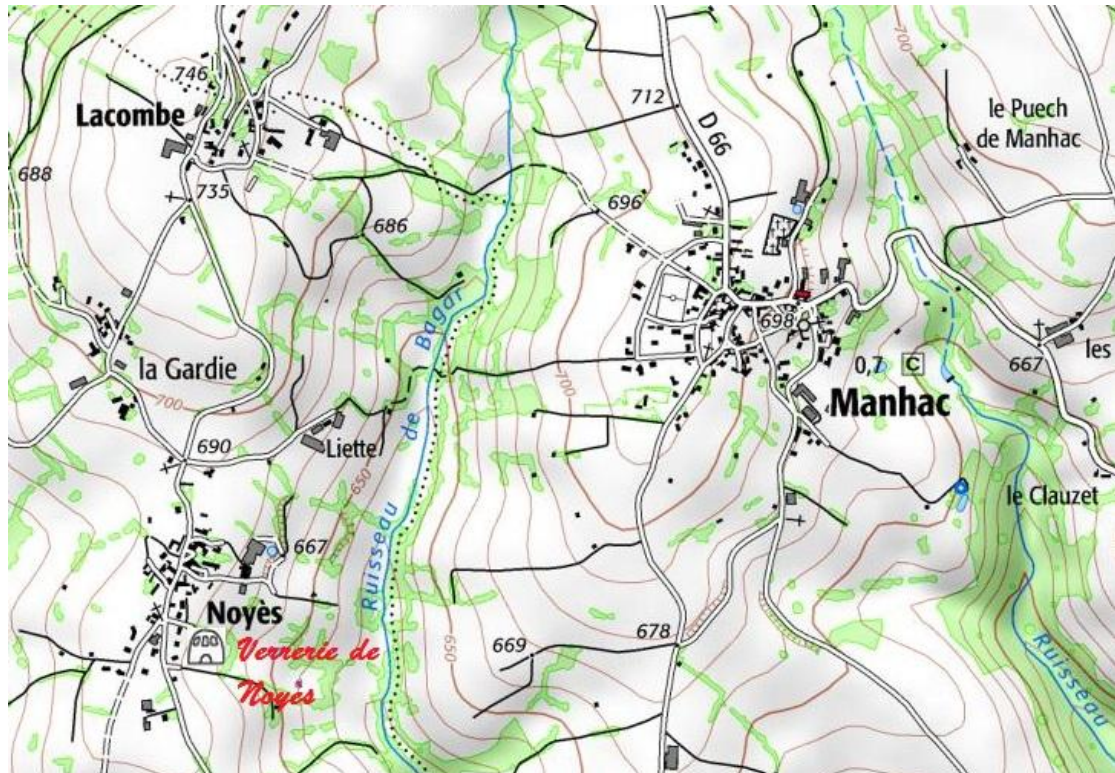 746
Lacombe
688
735
686
712
D 66
700
le Puech
de Manhac
696
698
667
les
0,7 C
Manhac
la Gardie
700
700
690
Liette
650
Ruisseau de Bagar
le Clauzet
667
Noyès
Verrerie de
Noyes
669
678
650
Ruisseau